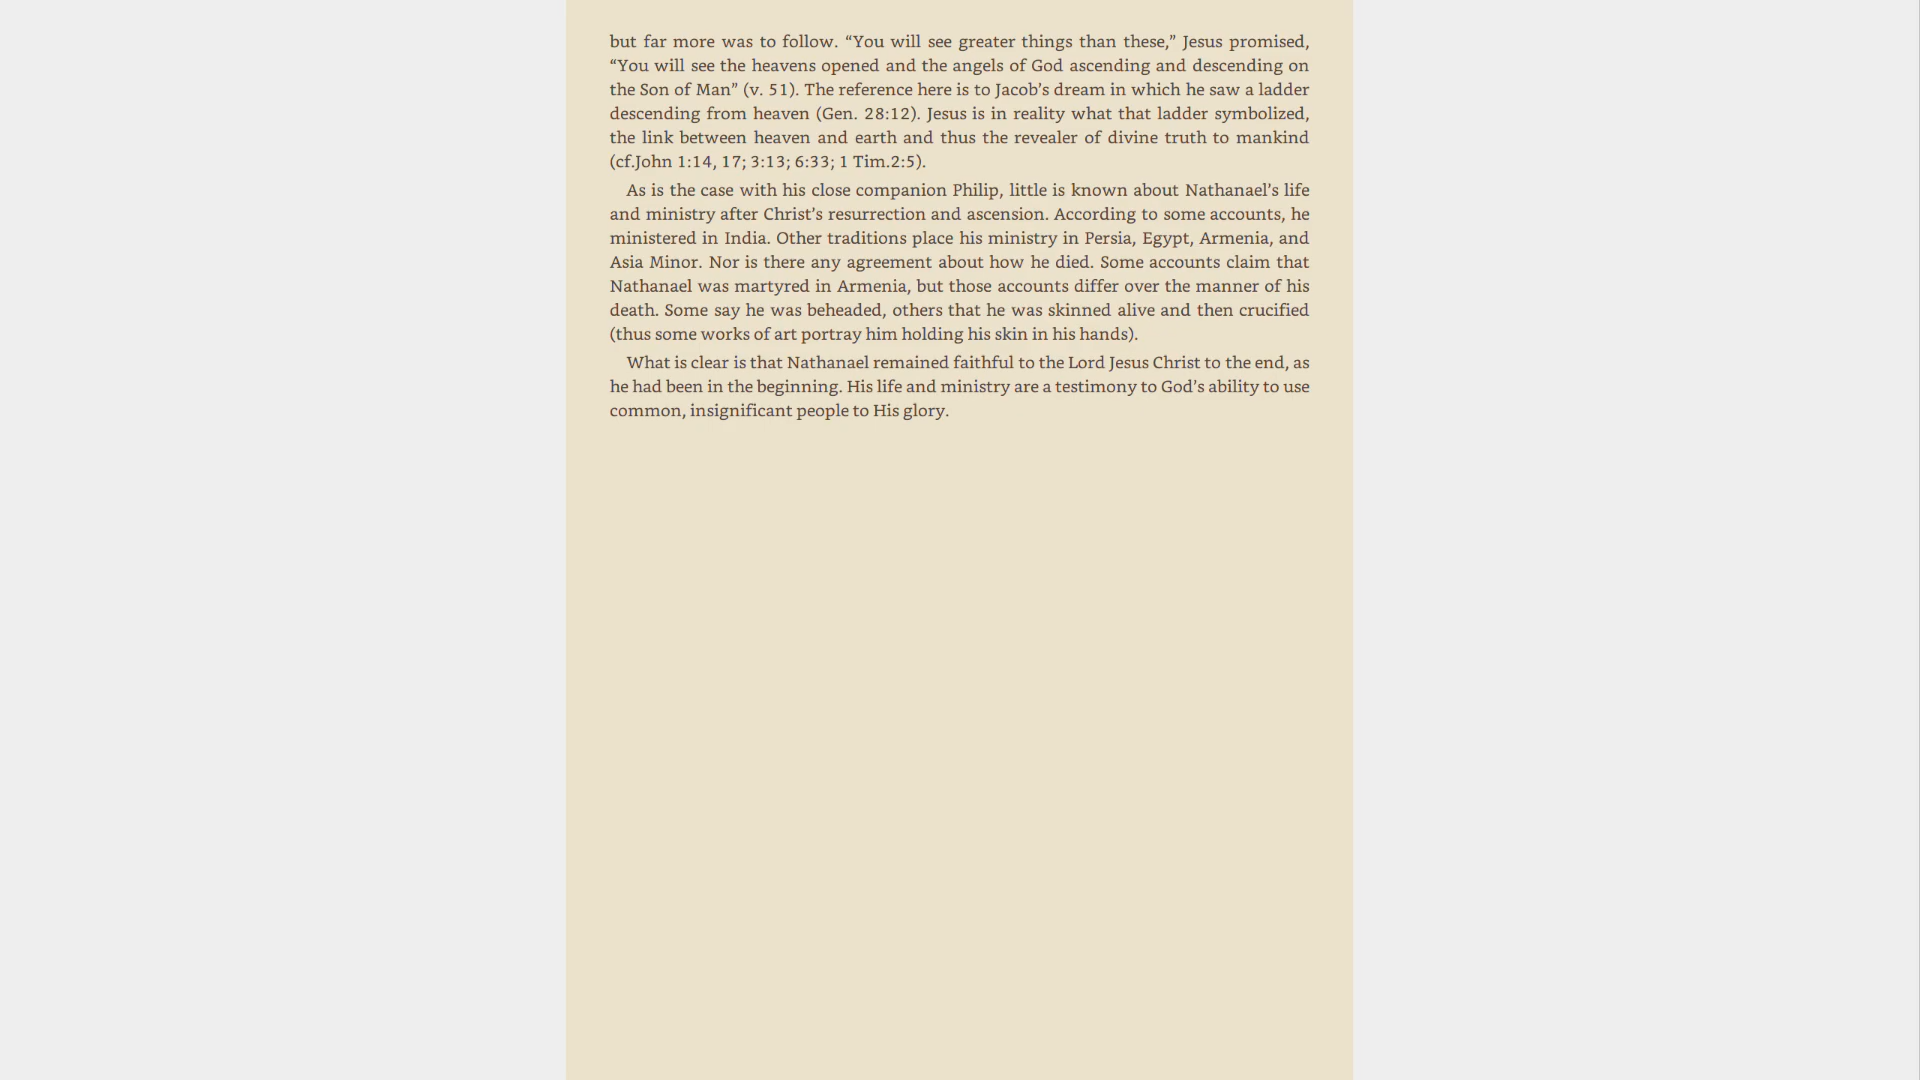 but far more was to follow. “You will see greater things than these,” Jesus promised,
“You will see the heavens opened and the angels of God ascending and descending on
the Son of Man” (v. 51). The reference here is to Jacob’s dream in which he saw a ladder
descending from heaven (Gen. 28:12). Jesus is in reality what that ladder symbolized,
the link between heaven and earth and thus the revealer of divine truth to mankind
(cf.John 1:14, 17; 3:13; 6:33; 1 Tim.2:5).
As is the case with his close companion Philip, little is known about Nathanael’s life
and ministry after Christ’s resurrection and ascension. According to some accounts, he
ministered in India. Other traditions place his ministry in Persia, Egypt, Armenia, and
Asia Minor. Nor is there any agreement about how he died. Some accounts claim that
Nathanael was martyred in Armenia, but those accounts differ over the manner of his
death. Some say he was beheaded, others that he was skinned alive and then crucified
(thus some works of art portray him holding his skin in his hands).
What is clear is that Nathanael remained faithful to the Lord Jesus Christ to the end, as
he had been in the beginning. His life and ministry are a testimony to God’s ability to use
common, insignificant people to His glory.